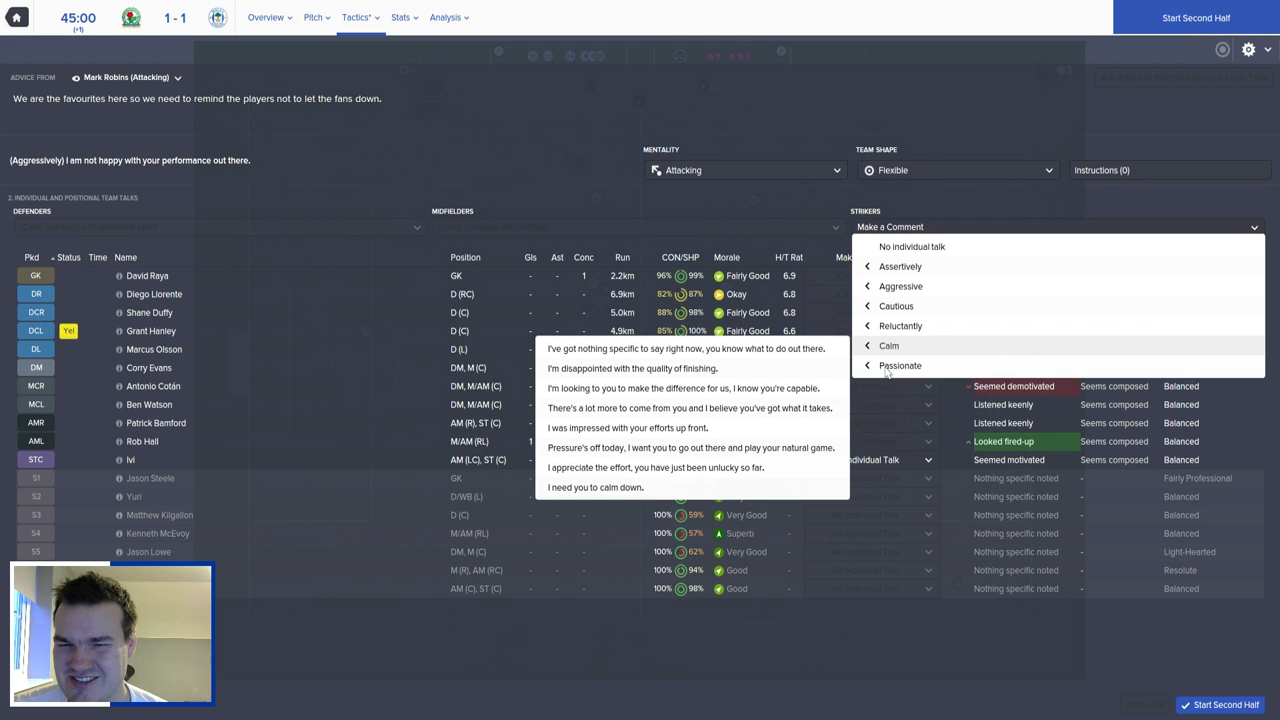 45:00
(+1)
1 - 1
Overview
Pitch
Tactics*
Stats
Analysis
Start Second Half
ADVICE FROM
Mark Robins (Attacking)
We are the favourites here so we need to remind the players not to let the fans down.
(Aggressively) I am not happy with your performance out there.
MENTALITY
TEAM SHAPE
Attacking
Flexible
Instructions (0)
2. INDIVIDUAL AND POSITIONAL TEAM TALKS
DEFENDERS
MIDFIELDERS
STRIKERS
Make a Comment
No individual talk
Assertively
Aggressive
Cautious
Reluctantly
Calm
Passionate
I've got nothing specific to say right now, you know what to do out there.
I'm disappointed with the quality of finishing.
I'm looking to you to make the difference for us, I know you're capable.
There's a lot more to come from you and I believe you've got what it takes.
I was impressed with your efforts up front.
Pressure's off today, I want you to go out there and play your natural game.
I appreciate the effort, you have just been unlucky so far.
I need you to calm down.
Pkd Status Time Name Position Gls Ast Conc Run CON/SHP Morale H/T Rat
GK David Raya GK - - 1 2.2km 96% 99% Fairly Good 6.9
DR Diego Llorente D (RC) - - - 6.9km 82% 87% Okay 6.8
DCR Shane Duffy D (C) - - - 5.0km 88% 98% Fairly Good 6.8
DCL Yel Grant Hanley D (C) - - - 4.9km 85% 100% Fairly Good 6.6
DL Marcus Olsson D (L) -
DM Corry Evans DM, M (C) -
MCR Antonio Cotán DM, M/AM (C) - Seemed demotivated Seems composed Balanced
MCL Ben Watson DM, M/AM (C) - Listened keenly Seems composed Balanced
AMR Patrick Bamford AM (R), ST (C) - Listened keenly Seems composed Balanced
AML Rob Hall M/AM (RL) 1 Looked fired-up Seems composed Balanced
STC Ivi AM (LC), ST (C) - ndividual Talk Seemed motivated Seems composed Balanced
S1 Jason Steele GK - Nothing specific noted - Fairly Professional
S2 Yuri D/WB (L) - Nothing specific noted - Balanced
S3 Matthew Kilgallon D (C) - - - - 100% 59% Very Good - No Individual Talk Nothing specific noted - Balanced
S4 Kenneth McEvoy M/AM (RL) - - - - 100% 57% Superb - No Individual Talk Nothing specific noted - Balanced
S5 Jason Lowe DM, M (C) - - - - 100% 62% Very Good - No Individual Talk Nothing specific noted - Light-Hearted
M (R), AM (RC) - - - - 100% 94% Good - No Individual Talk Nothing specific noted - Resolute
AM (C), ST (C) - - - - 100% 98% Good - No Individual Talk Nothing specific noted - Balanced
Start Second Half